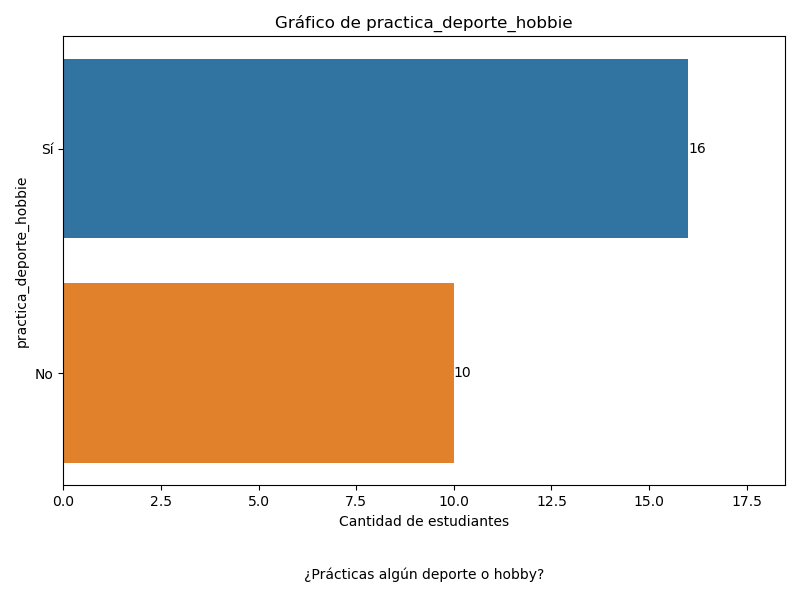 Gráfico de practica_deporte_hobbie
practica_deporte_hobbie
Sí
16
No
10
0.0 2.5 5.0 7.5 10.0 12.5 15.0 17.5
Cantidad de estudiantes
¿Prácticas algún deporte o hobby?